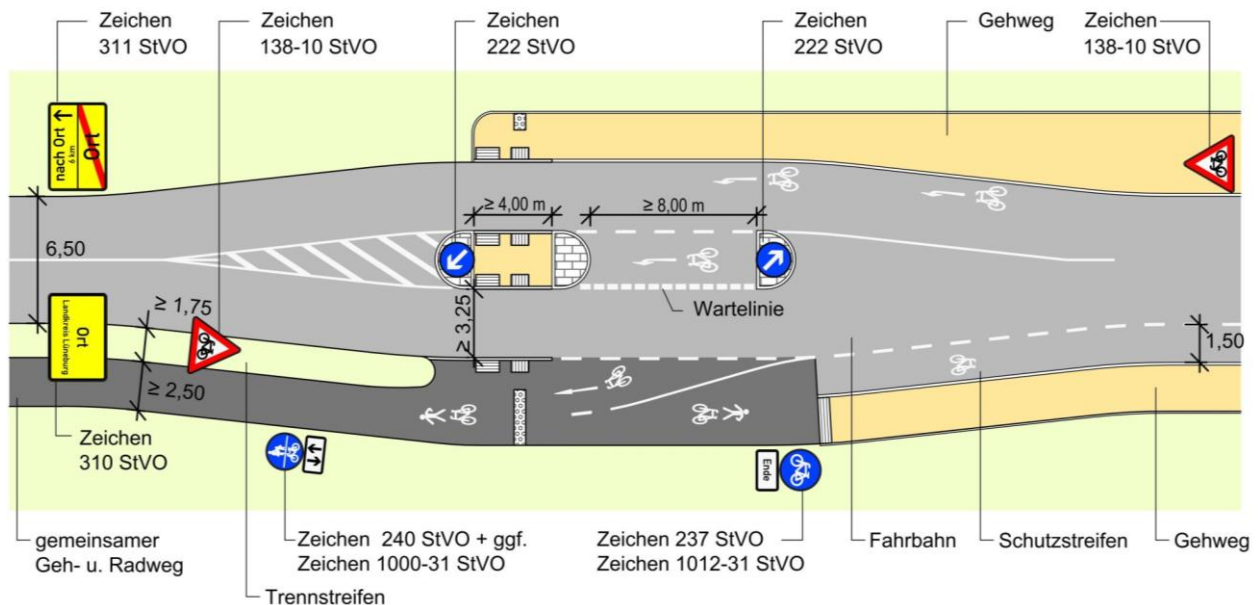 Zeichen
311 StVO
Zeichen
138-10 StVO
Zeichen
222 StVO
Zeichen
222 StVO
Gehweg
Zeichen
138-10 StVO
nach Ort
6 km
Ort
≥ 4,00 m
≥ 8,00 m
6,50
≥ 1,75
Ort
Landkreis Lüneburg
≥ 3,25
Wartelinie
1,50
≥ 2,50
Zeichen
310 StVO
Ende
gemeinsamer
Geh- u. Radweg
Zeichen 240 StVO + ggf.
Zeichen 1000-31 StVO
Zeichen 237 StVO
Zeichen 1012-31 StVO
Fahrbahn
Schutzstreifen
Gehweg
Trennstreifen